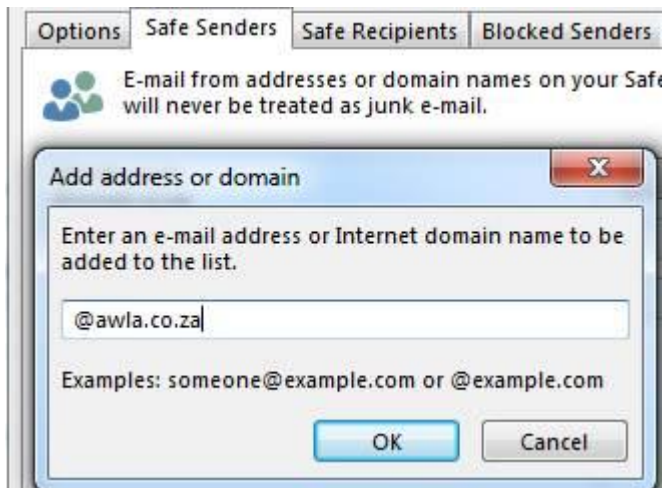 Options Safe Senders Safe Recipients Blocked Senders
E-mail from addresses or domain names on your Safe
will never be treated as junk e-mail.
Add address or domain
Enter an e-mail address or Internet domain name to be
added to the list.
@awla.co.za
Examples: someone@example.com or @example.com
OK Cancel